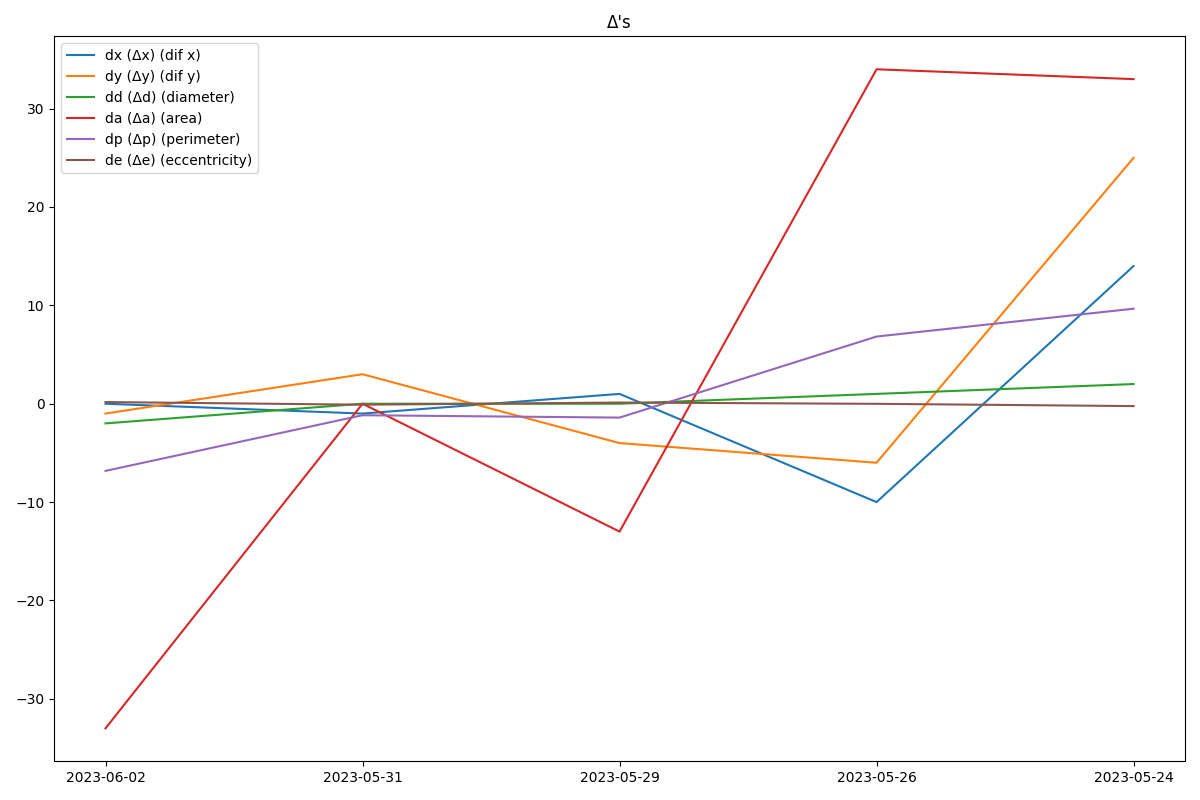 Δ's
dx (Δx) (dif x)
dy (Δy) (dif y)
dd (Δd) (diameter)
da (Δa) (area)
dp (Δp) (perimeter)
de (Δe) (eccentricity)
30
20
10
0
−10
−20
−30
2023-06-02 2023-05-31 2023-05-29 2023-05-26 2023-05-24